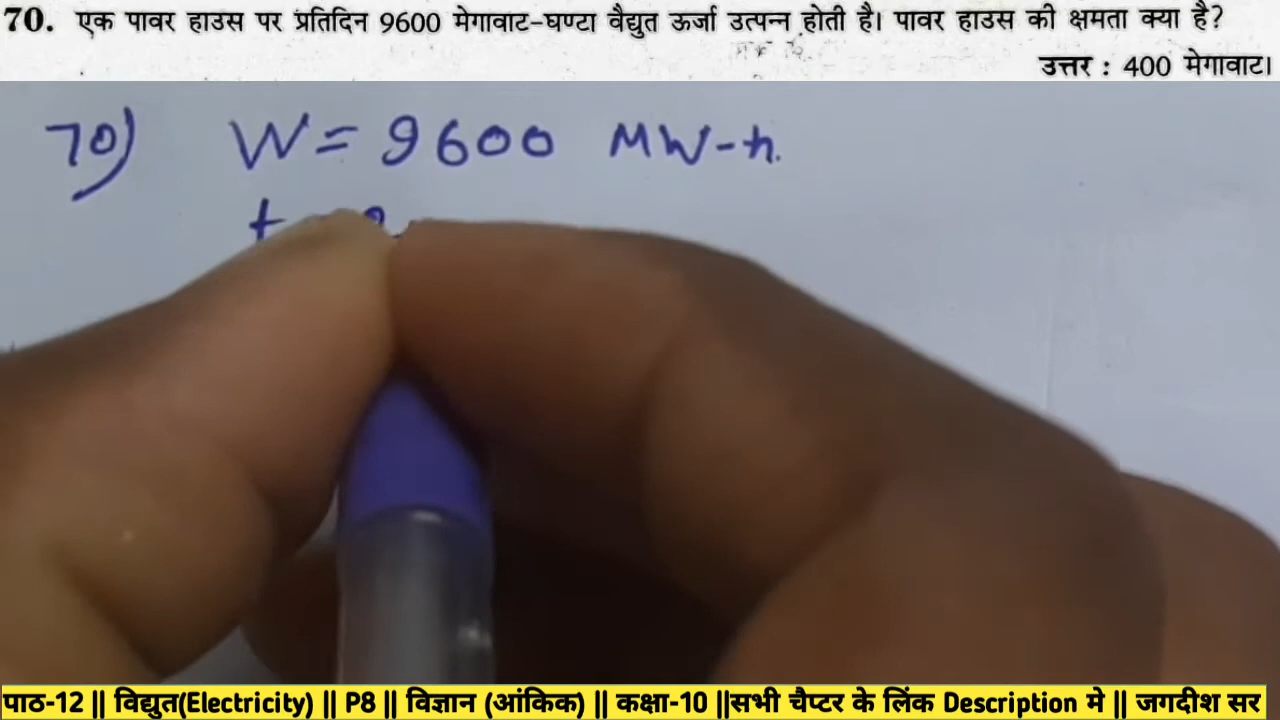 70. एक पावर हाउस पर प्रतिदिन 9600 मेगावाट-घण्टा वैद्युत ऊर्जा उत्पन्न होती है। पावर हाउस की क्षमता क्या है?
उत्तर : 400 मेगावाट।
70) W = 9600 MW-h.
t
पाठ-12 || विद्युत(Electricity) || P8 || विज्ञान (आंकिक) || कक्षा-10 ||सभी चैप्टर के लिंक Description मे || जगदीश सर